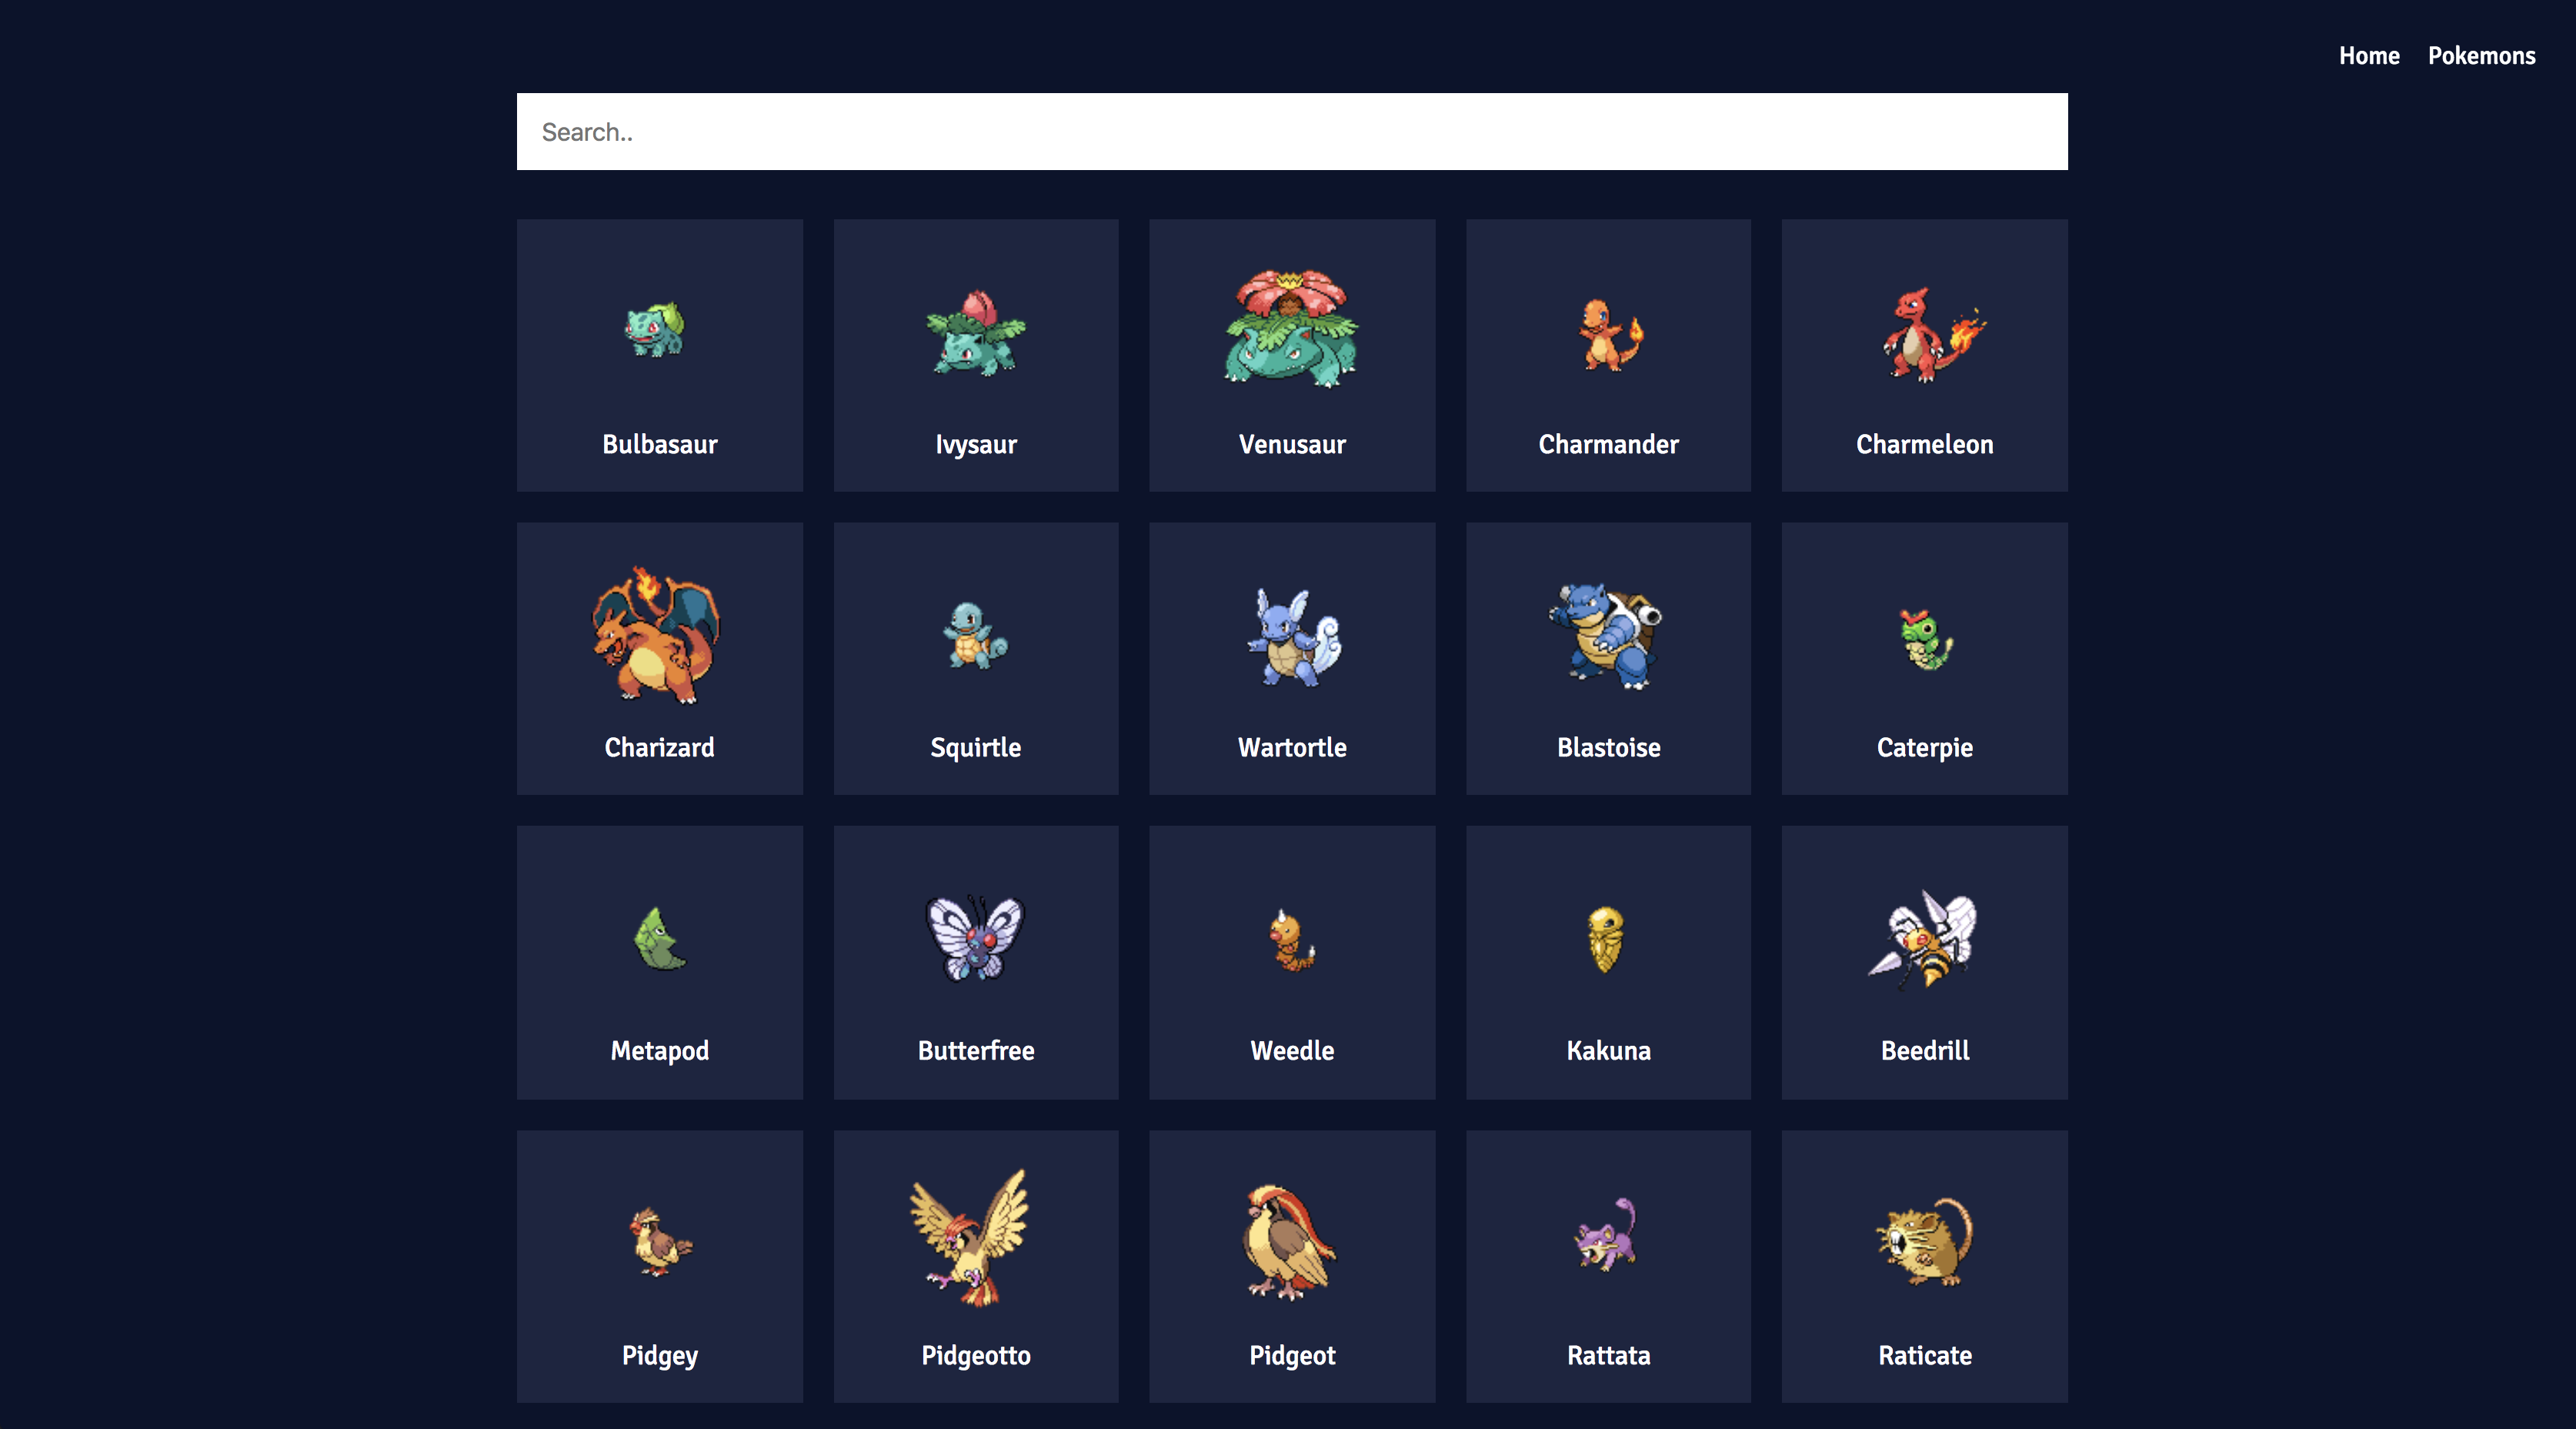 Home Pokemons
Search..
Bulbasaur Ivysaur Venusaur Charmander Charmeleon
Charizard Squirtle Wartortle Blastoise Caterpie
Metapod Butterfree Weedle Kakuna Beedrill
Pidgey Pidgeotto Pidgeot Rattata Raticate